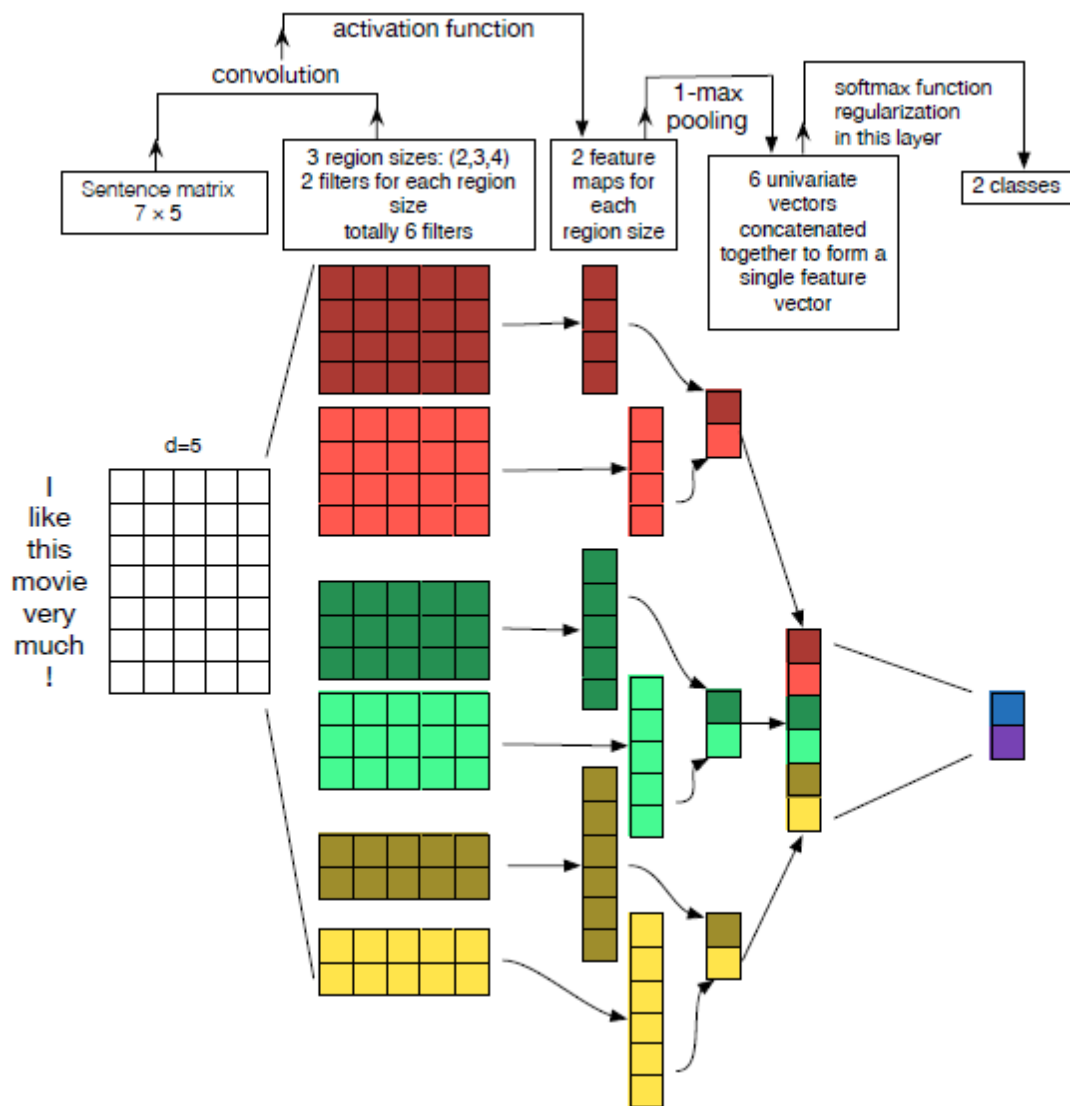 activation function
convolution
1-max
pooling
softmax function
regularization
in this layer
Sentence matrix
7 × 5
3 region sizes: (2,3,4)
2 filters for each region
size
totally 6 filters
2 feature
maps for
each
region size
6 univariate
vectors
concatenated
together to form a
single feature
vector
2 classes
d=5
I
like
this
movie
very
much
!